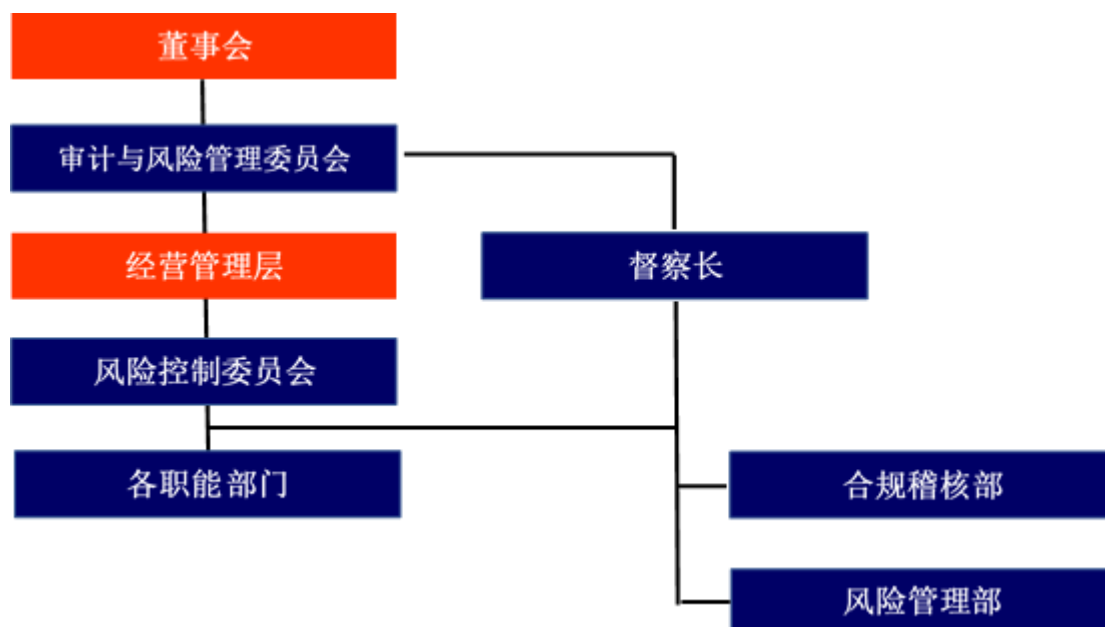 董事会
审计与风险管理委员会
经营管理层
督察长
风险控制委员会
各职能部门
合规稽核部
风险管理部